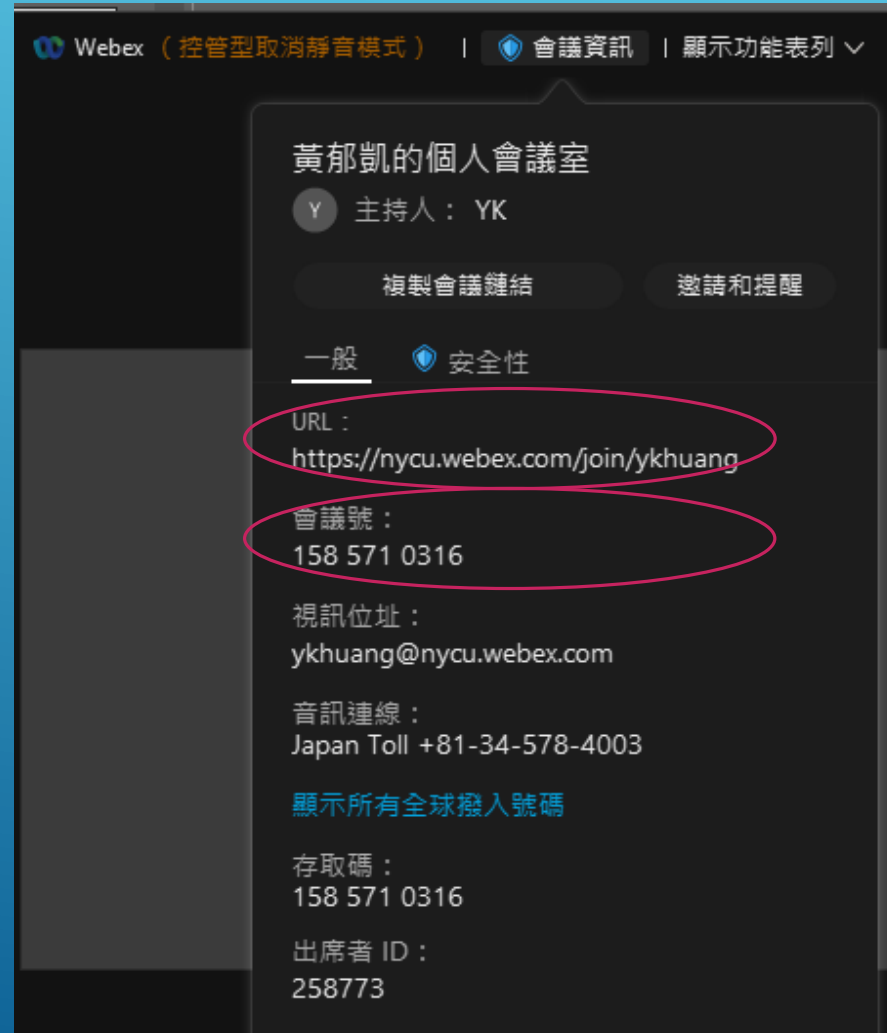 Webex （控管型取消靜音模式） | 會議資訊 | 顯示功能表列
黃郁凱的個人會議室
Y 主持人： YK
複製會議鏈結 邀請和提醒
一般 安全性
URL：
https://nycu.webex.com/join/ykhuang
會議號：
158 571 0316
視訊位址：
ykhuang@nycu.webex.com
音訊連線：
Japan Toll +81-34-578-4003
顯示所有全球撥入號碼
存取碼：
158 571 0316
出席者 ID：
258773